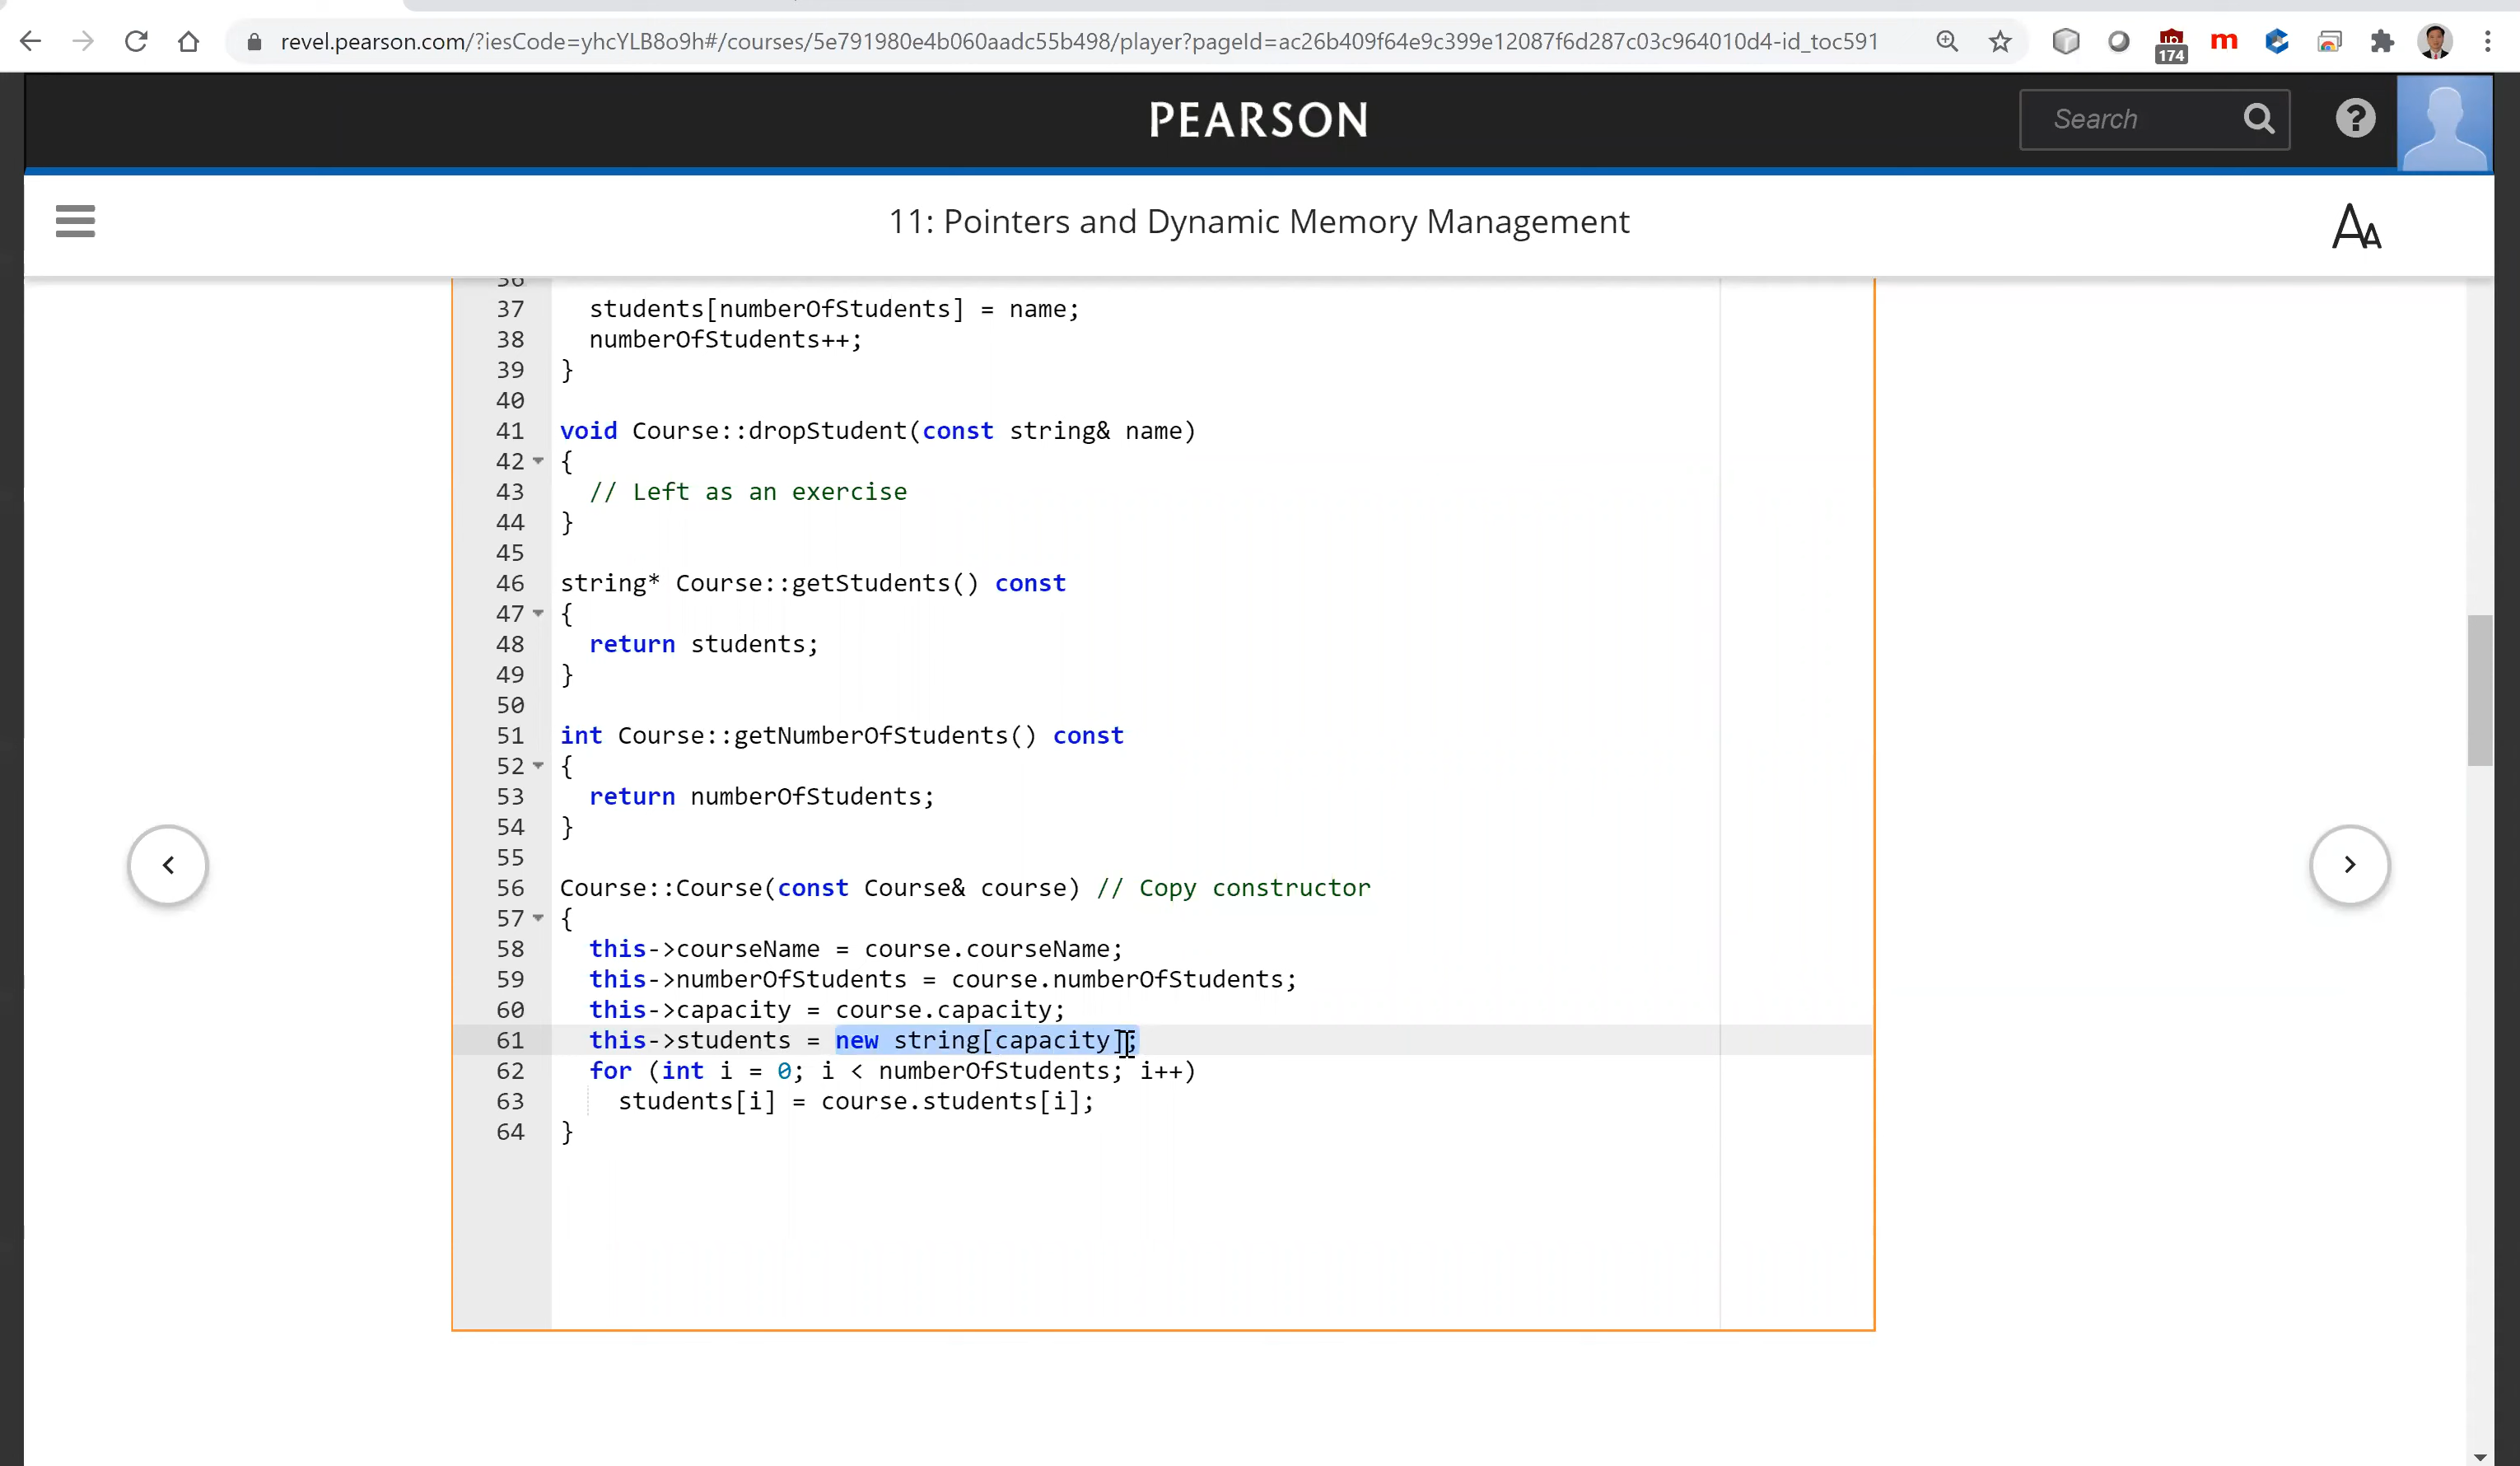 revel.pearson.com/?iesCode=yhcYLB8o9h#/courses/5e791980e4b060aadc55b498/player?pageId=ac26b409f64e9c399e12087f6d287c03c964010d4-id_toc591
174
m
PEARSON
Search
?
11: Pointers and Dynamic Memory Management
AA
36
37 students[numberOfStudents] = name;
38 numberOfStudents++;
39 }
40
41 void Course::dropStudent(const string& name)
42 {
43 // Left as an exercise
44 }
45
46 string* Course::getStudents() const
47 {
48 return students;
49 }
50
51 int Course::getNumberOfStudents() const
52 {
53 return numberOfStudents;
54 }
55
56 Course::Course(const Course& course) // Copy constructor
57 {
58 this->courseName = course.courseName;
59 this->numberOfStudents = course.numberOfStudents;
60 this->capacity = course.capacity;
61 this->students = new string[capacity];
62 for (int i = 0; i < numberOfStudents; i++)
63 students[i] = course.students[i];
64 }